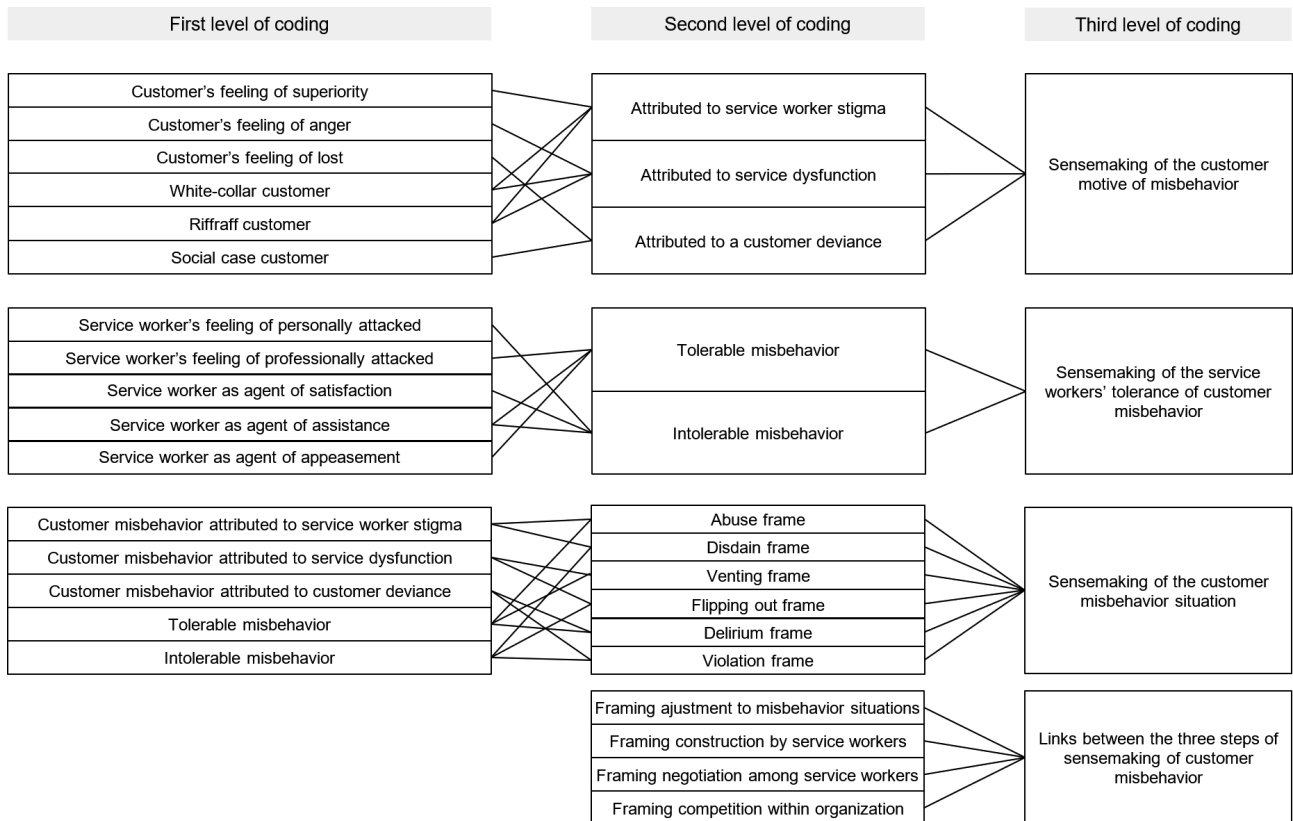 First level of coding
Second level of coding
Third level of coding
Customer's feeling of superiority
Customer's feeling of anger
Customer's feeling of lost
White-collar customer
Riffraff customer
Social case customer
Attributed to service worker stigma
Attributed to service dysfunction
Attributed to a customer deviance
Sensemaking of the customer
motive of misbehavior
Service worker's feeling of personally attacked
Service worker's feeling of professionally attacked
Service worker as agent of satisfaction
Service worker as agent of assistance
Service worker as agent of appeasement
Tolerable misbehavior
Intolerable misbehavior
Sensemaking of the service
workers' tolerance of customer
misbehavior
Customer misbehavior attributed to service worker stigma
Customer misbehavior attributed to service dysfunction
Customer misbehavior attributed to customer deviance
Tolerable misbehavior
Intolerable misbehavior
Abuse frame
Disdain frame
Venting frame
Flipping out frame
Delirium frame
Violation frame
Sensemaking of the customer
misbehavior situation
Framing ajustment to misbehavior situations
Framing construction by service workers
Framing negotiation among service workers
Framing competition within organization
Links between the three steps of
sensemaking of customer
misbehavior